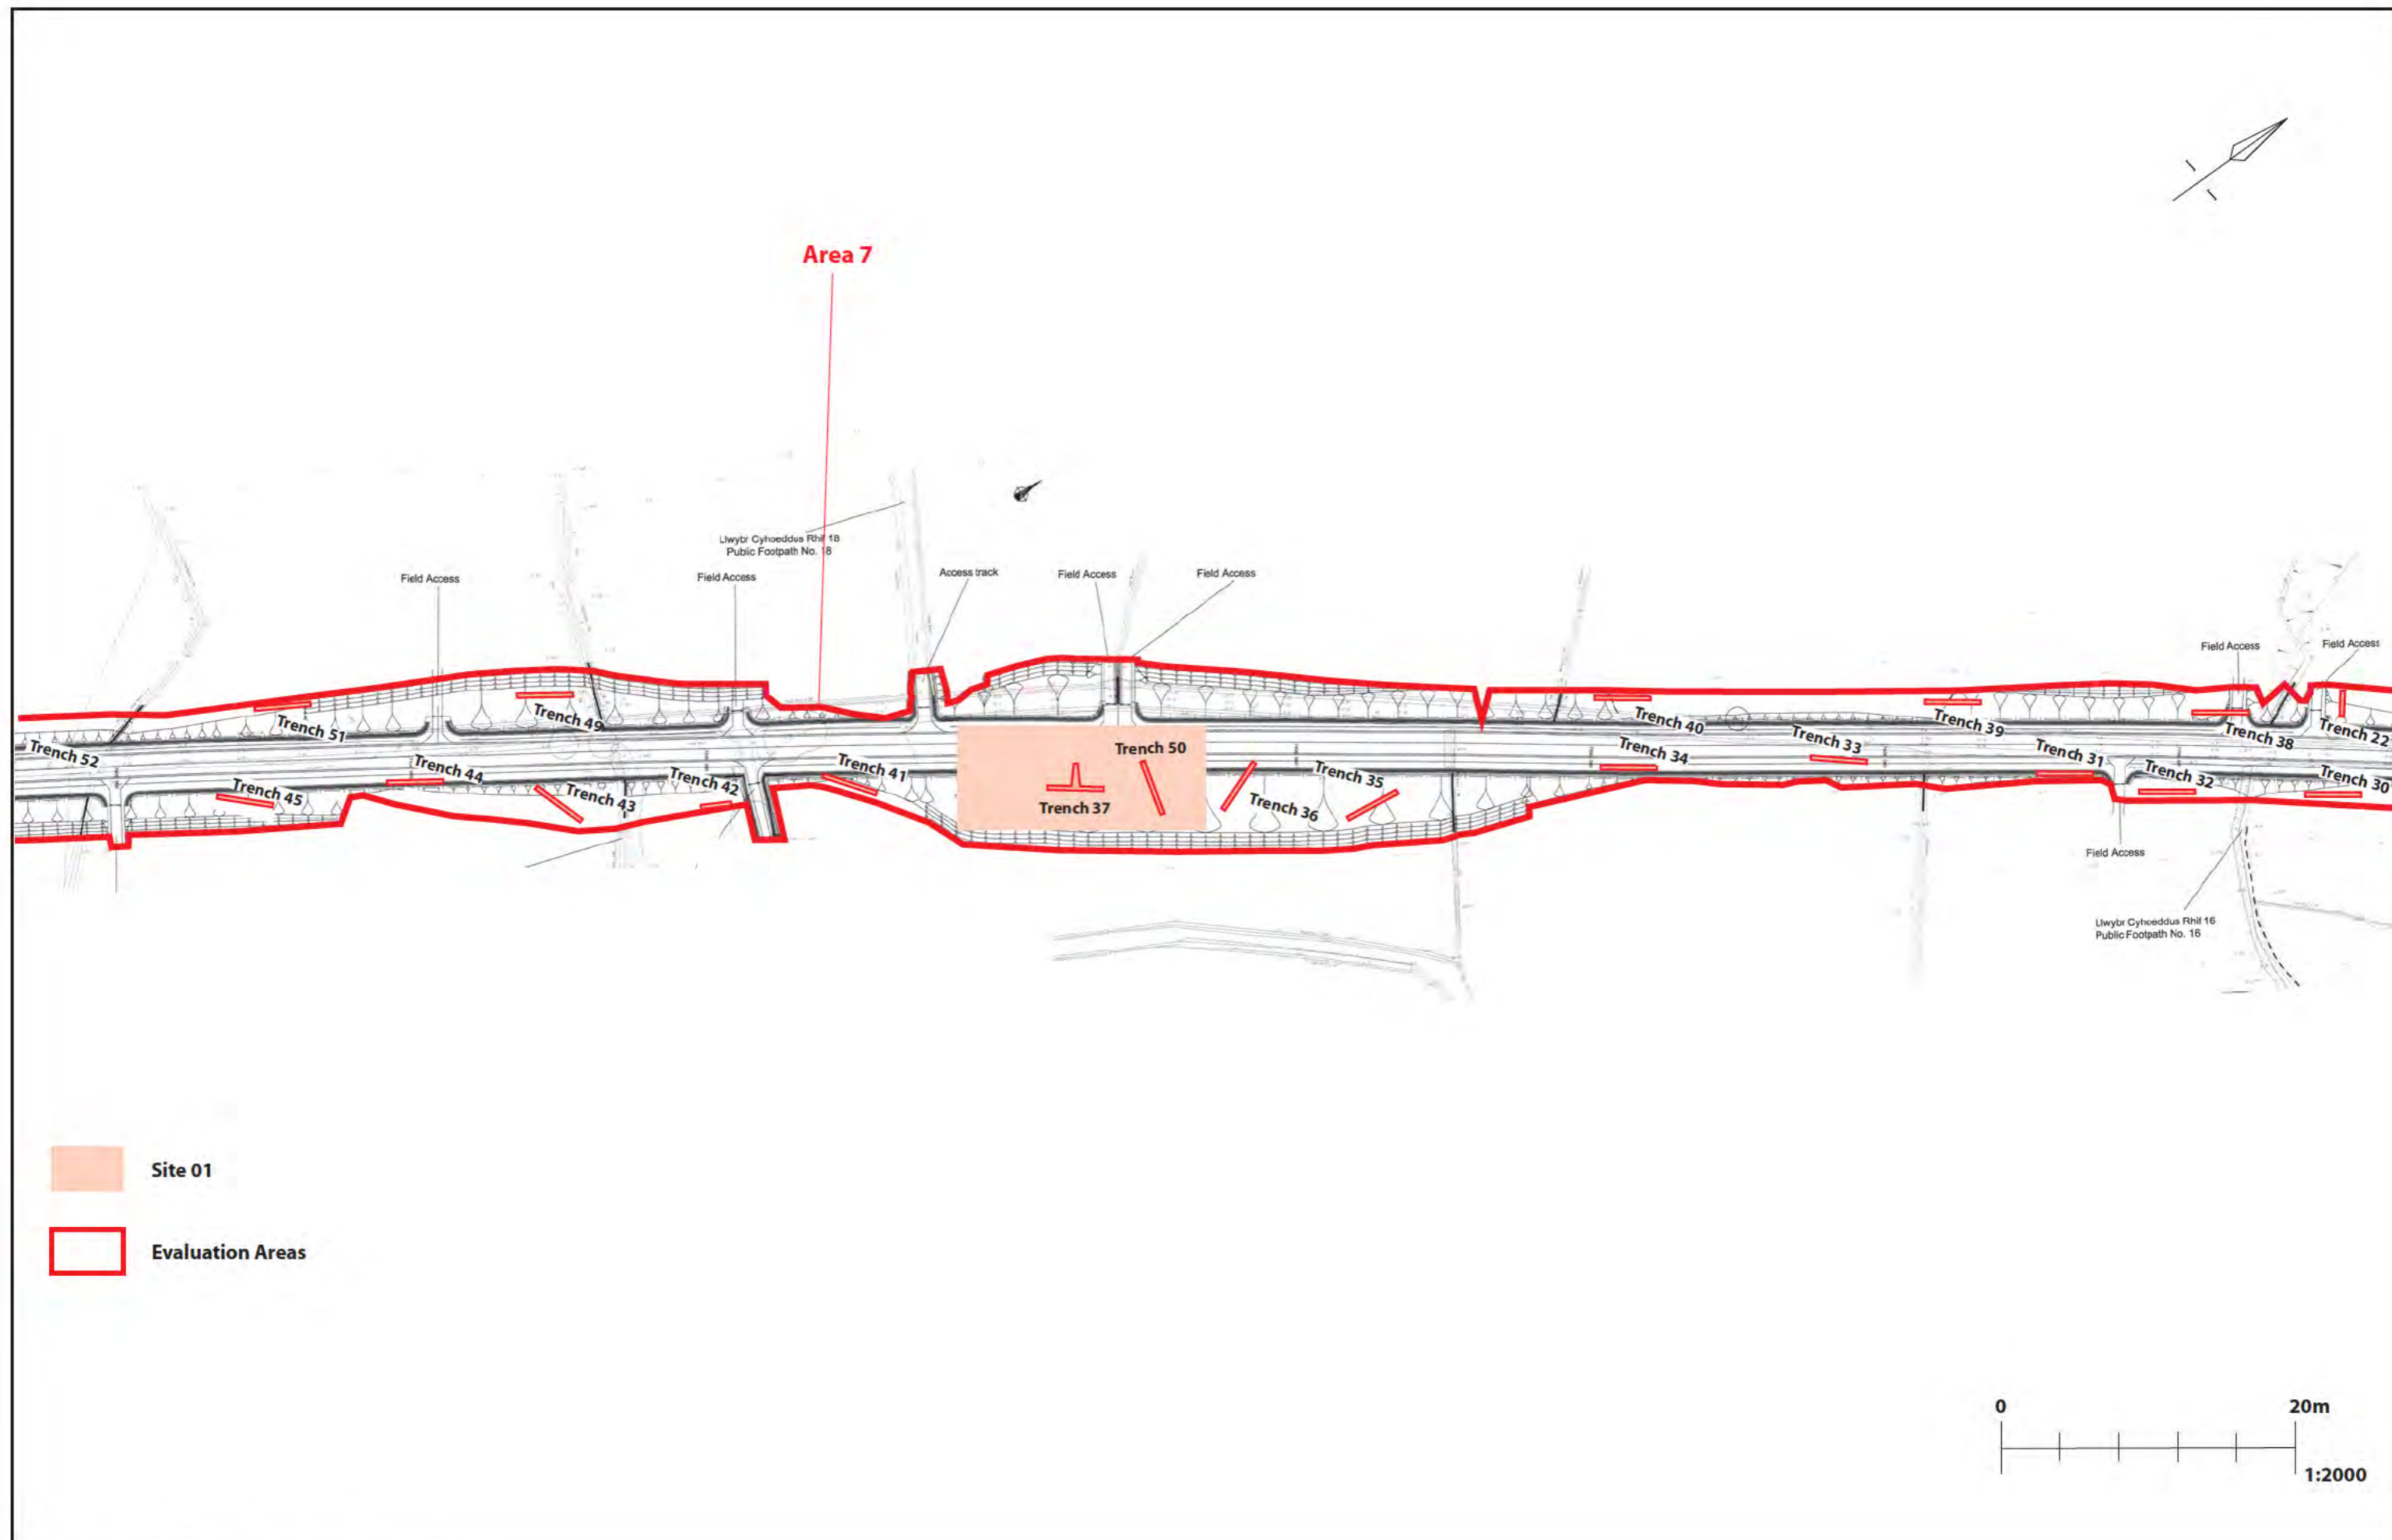 Area 7
Llwybr Cyhoeddus Rhif 18
Public Footpath No. 18
Field Access
Field Access
Access track
Field Access
Field Access
Field Access
Field Access
Trench 52
Trench 51
Trench 49
Trench 45
Trench 44
Trench 43
Trench 42
Trench 41
Trench 50
Trench 37
Trench 36
Trench 35
Trench 40
Trench 34
Trench 33
Trench 39
Trench 31
Trench 32
Trench 38
Trench 22
Trench 30
Field Access
Llwybr Cyhoeddus Rhif 16
Public Footpath No. 16
Site 01
Evaluation Areas
0 20m
1:2000